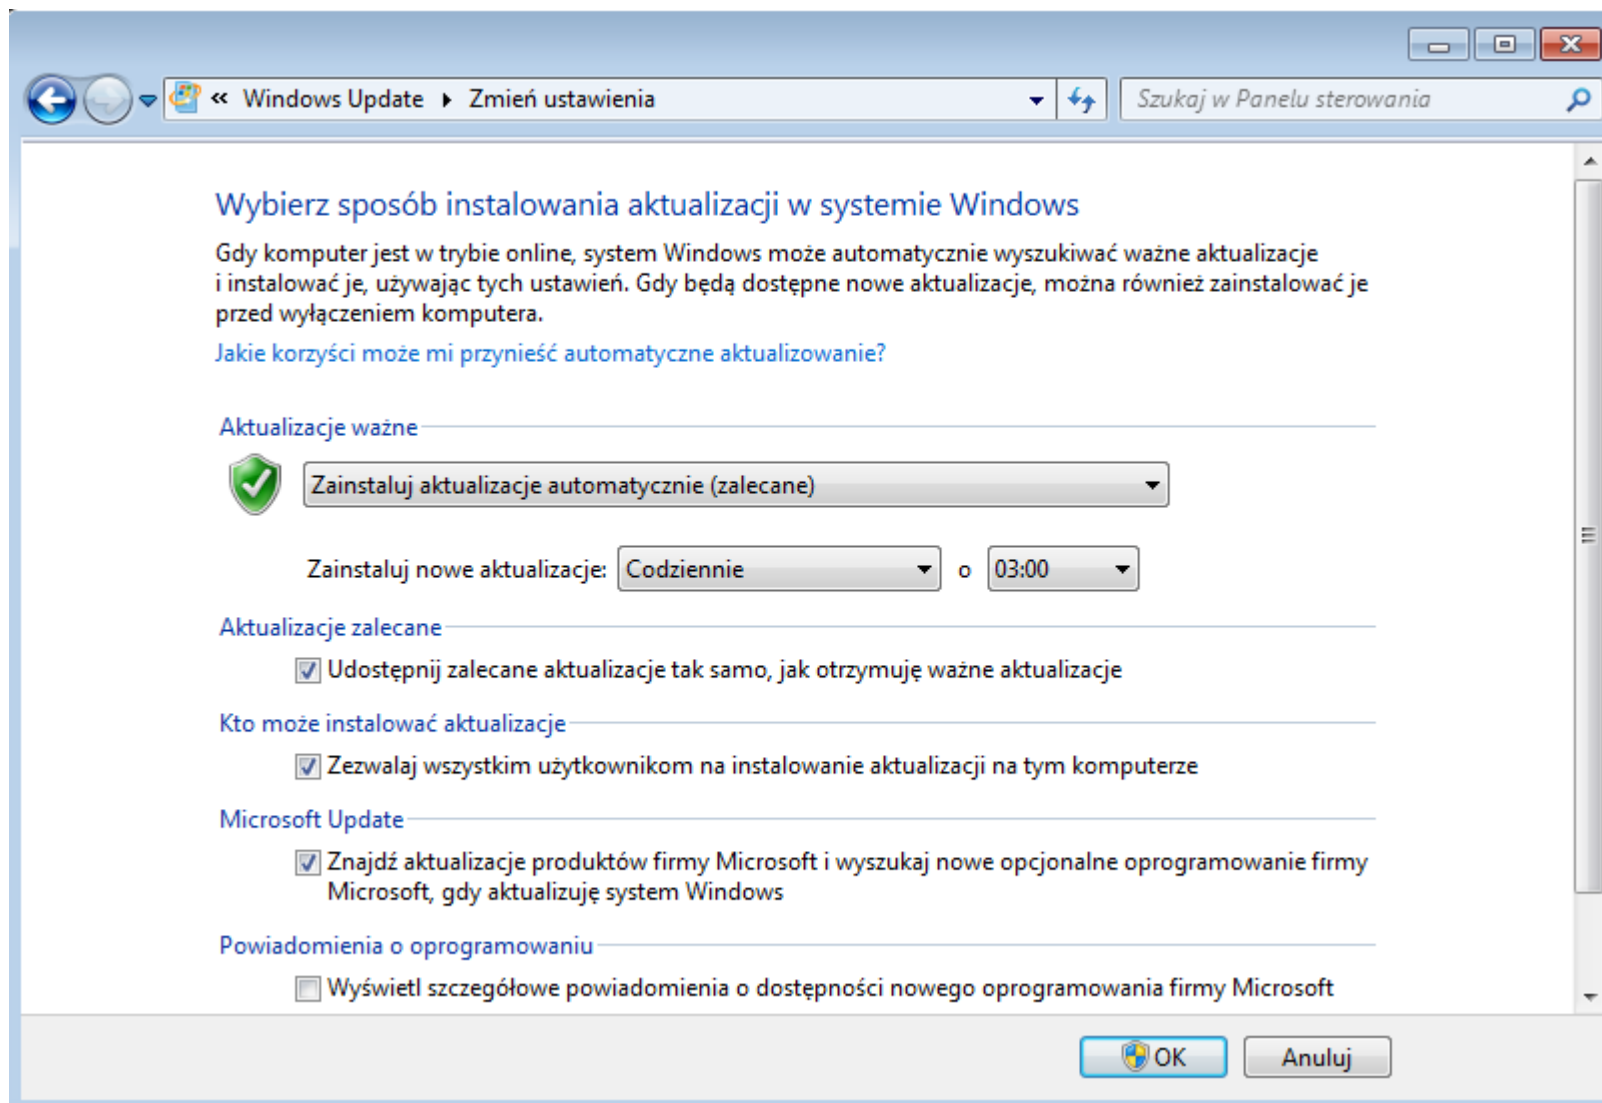 « Windows Update ▸ Zmień ustawienia
Szukaj w Panelu sterowania
Wybierz sposób instalowania aktualizacji w systemie Windows
Gdy komputer jest w trybie online, system Windows może automatycznie wyszukiwać ważne aktualizacje
i instalować je, używając tych ustawień. Gdy będą dostępne nowe aktualizacje, można również zainstalować je
przed wyłączeniem komputera.
Jakie korzyści może mi przynieść automatyczne aktualizowanie?
Aktualizacje ważne
Zainstaluj aktualizacje automatycznie (zalecane)
Zainstaluj nowe aktualizacje: Codziennie o 03:00
Aktualizacje zalecane
Udostępnij zalecane aktualizacje tak samo, jak otrzymuję ważne aktualizacje
Kto może instalować aktualizacje
Zezwalaj wszystkim użytkownikom na instalowanie aktualizacji na tym komputerze
Microsoft Update
Znajdź aktualizacje produktów firmy Microsoft i wyszukaj nowe opcjonalne oprogramowanie firmy
Microsoft, gdy aktualizuję system Windows
Powiadomienia o oprogramowaniu
Wyświetl szczegółowe powiadomienia o dostępności nowego oprogramowania firmy Microsoft
OK Anuluj